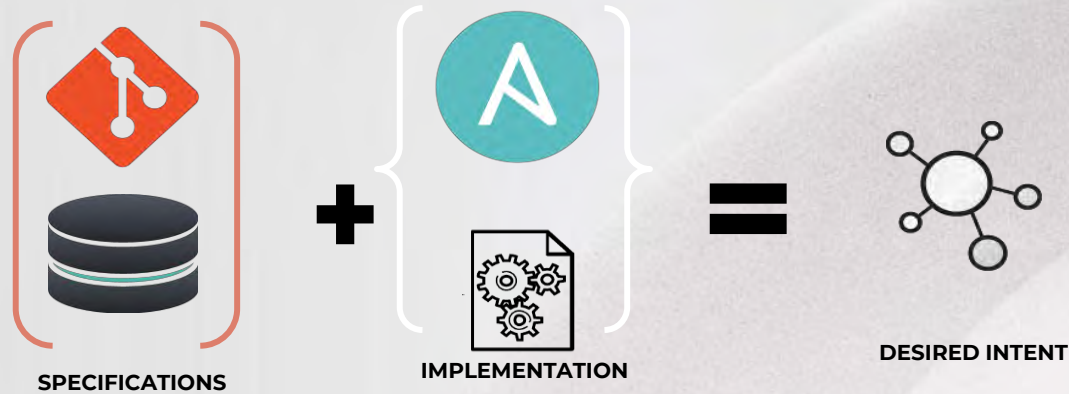 SPECIFICATIONS
IMPLEMENTATION
DESIRED INTENT